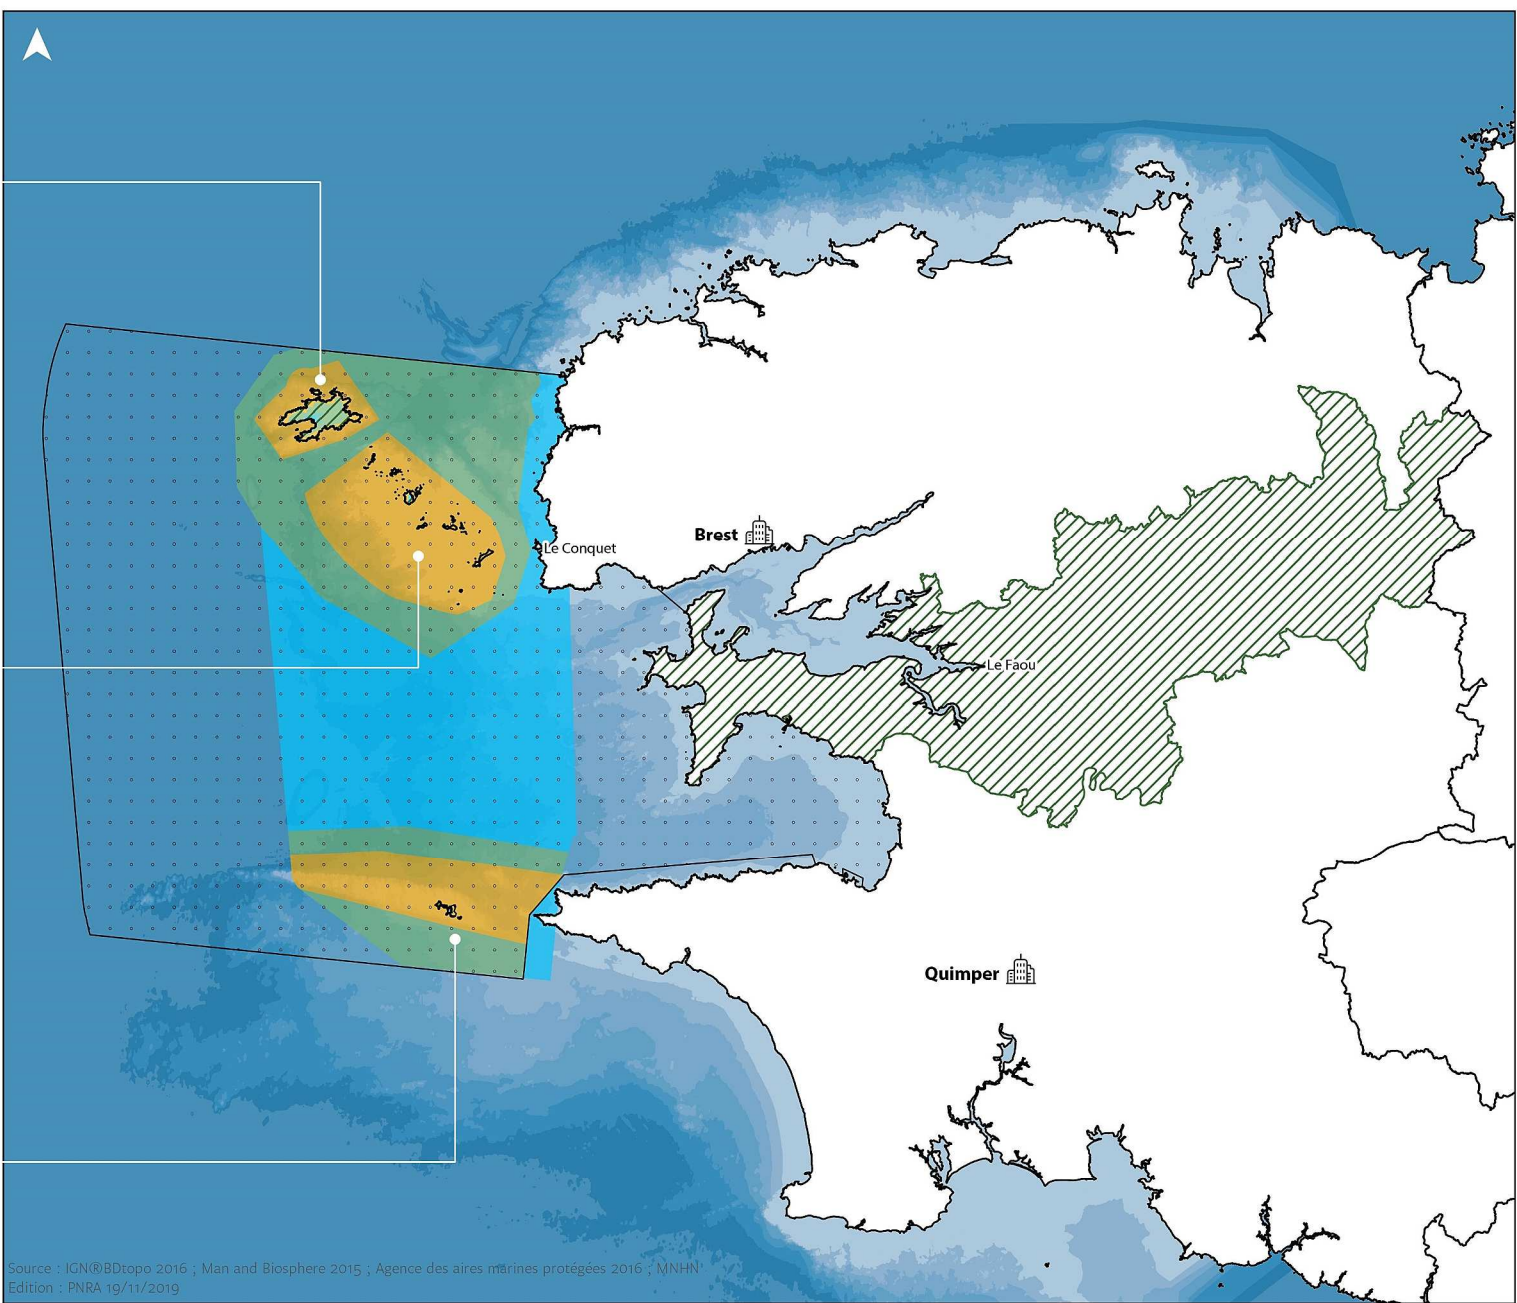 Brest
Le Conquet
Le Faou
Quimper
Source : IGN®BDtopo 2016 ; Man and Biosphere 2015 ; Agence des aires marines protégées 2016 ; MNHN
Edition : PNRA 19/11/2019